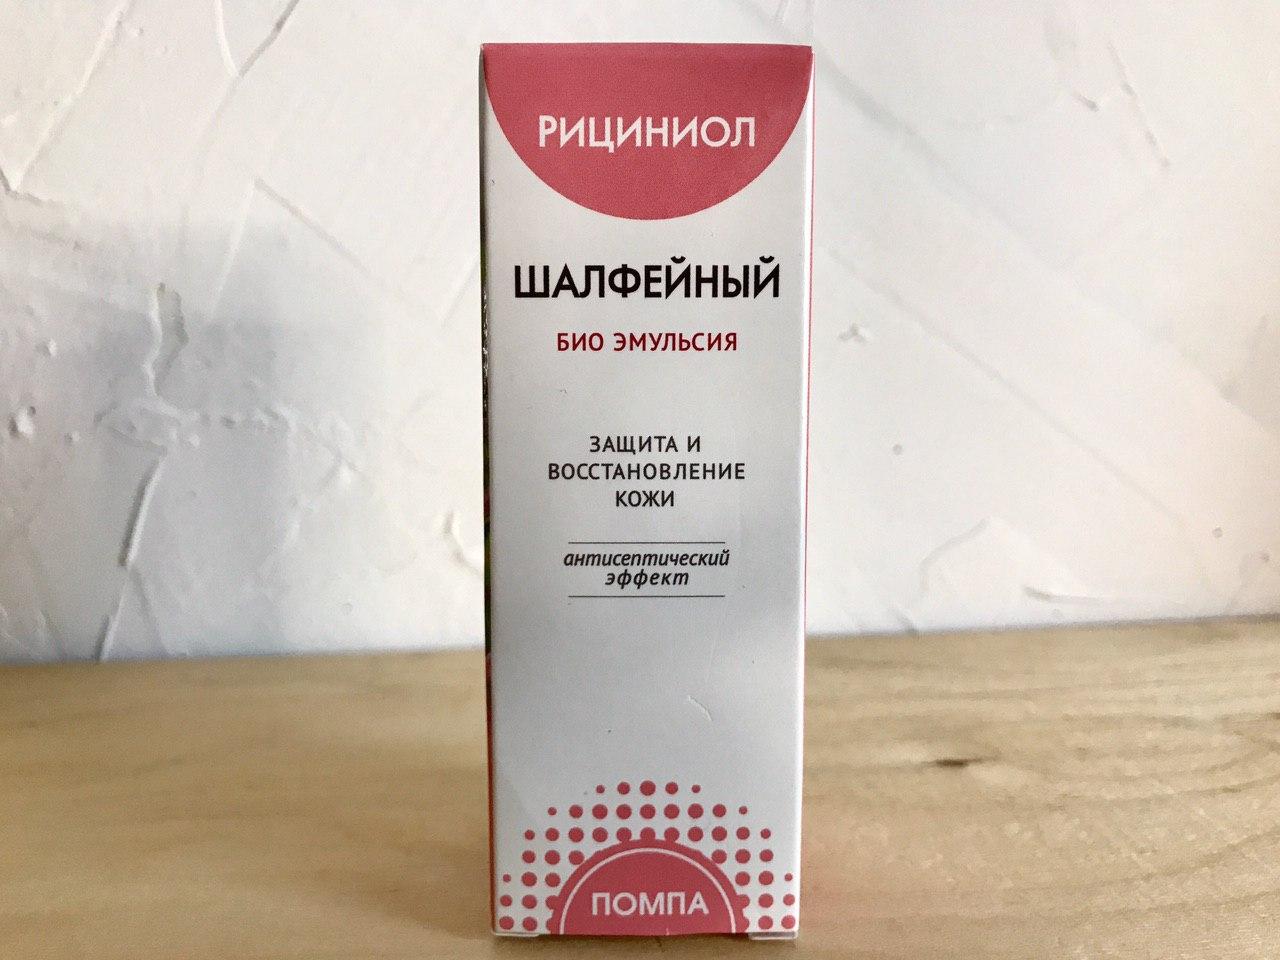 РИЦИНИОЛ
ШАЛФЕЙНЫЙ
БИО ЭМУЛЬСИЯ
ЗАЩИТА И
ВОССТАНОВЛЕНИЕ
КОЖИ
антисептический
эффект
ПОМПА